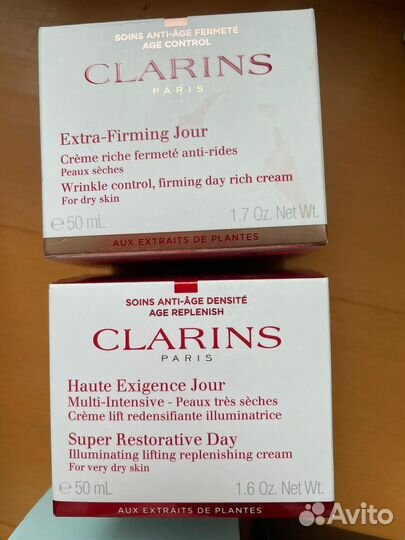 SOINS ANTI-ÂGE FERMETÉ
AGE CONTROL
CLARINS
PARIS
Extra-Firming Jour
Crème riche fermeté anti-rides
Peaux sèches
Wrinkle control, firming day rich cream
For dry skin
e 50 mL 1.7 Oz. Net Wt.
AUX EXTRAITS DE PLANTES
SOINS ANTI-ÂGE DENSITÉ
AGE REPLENISH
CLARINS
PARIS
Haute Exigence Jour
Multi-Intensive - Peaux très sèches
Crème lift redensifiante illuminatrice
Super Restorative Day
Illuminating lifting replenishing cream
For very dry skin
e 50 mL 1.6 Oz. Net Wt.
AUX EXTRAITS DE PLANTES
Avito